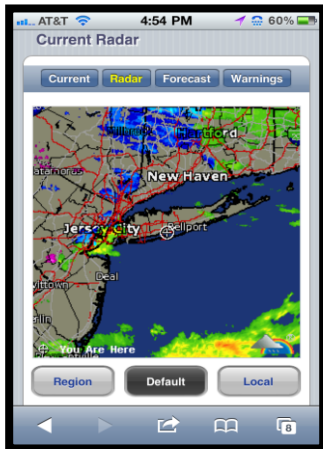 AT&T 4:54 PM 60%
Current Radar
Current Radar Forecast Warnings
Hartford
New Haven
Jersey City Bellport
Deal
You Are Here
Region Default Local
8